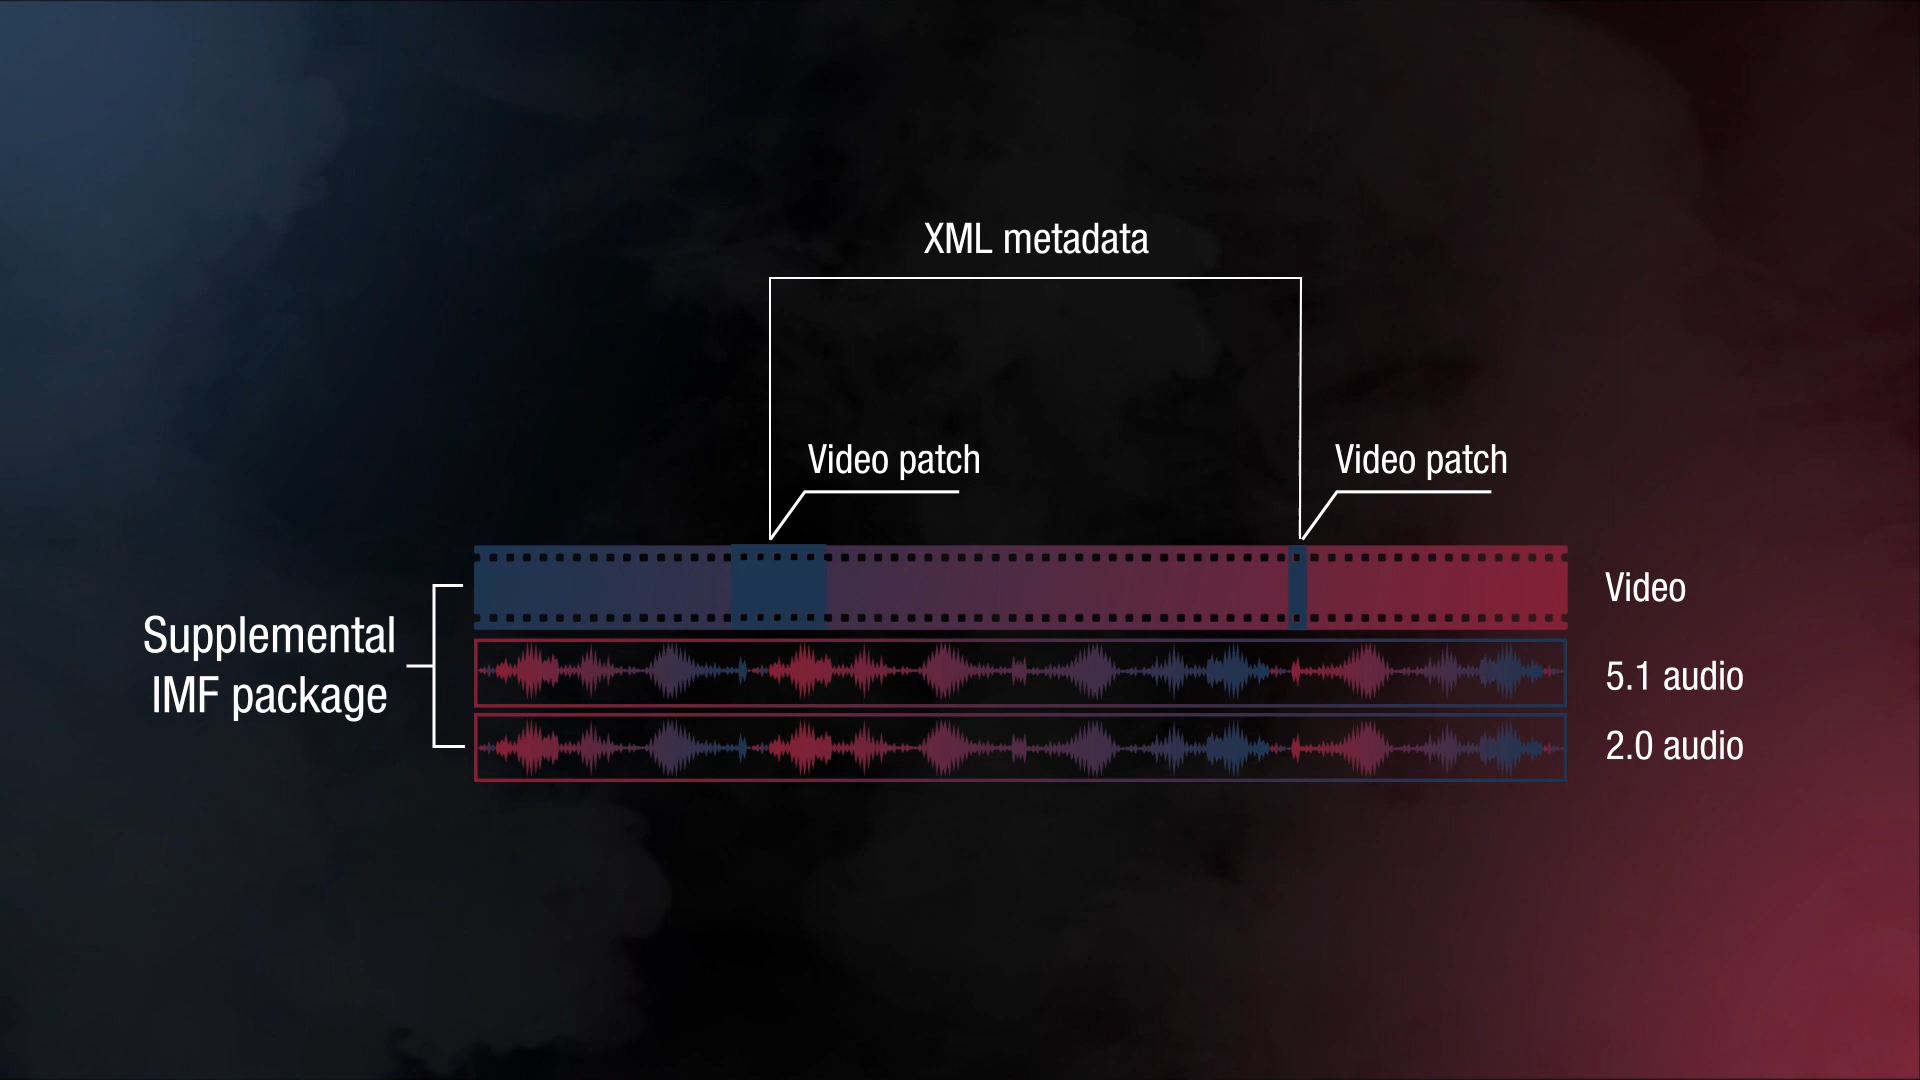 XML metadata
Video patch
Video patch
Supplemental
IMF package
Video
5.1 audio
2.0 audio